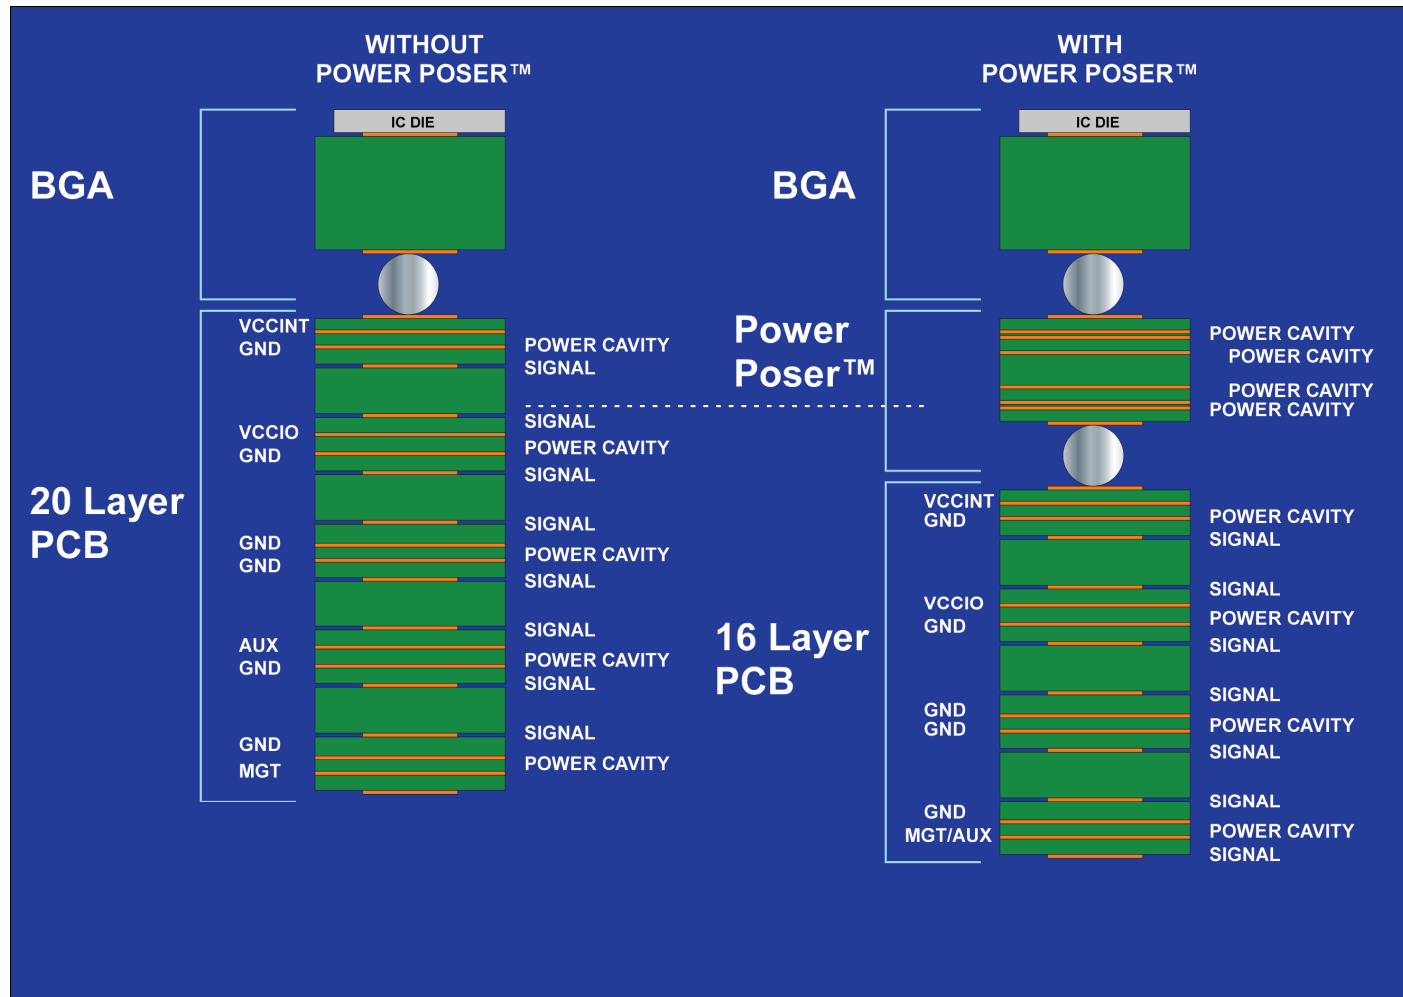 WITHOUT
POWER POSER™
IC DIE
BGA
VCCINT
GND
POWER CAVITY
SIGNAL
SIGNAL
VCCIO
POWER CAVITY
GND
SIGNAL
20 Layer
PCB
SIGNAL
GND
POWER CAVITY
GND
SIGNAL
SIGNAL
AUX
POWER CAVITY
GND
SIGNAL
SIGNAL
GND
POWER CAVITY
MGT
WITH
POWER POSER™
IC DIE
BGA
Power
Poser™
POWER CAVITY
POWER CAVITY
POWER CAVITY
POWER CAVITY
VCCINT
GND
POWER CAVITY
SIGNAL
SIGNAL
VCCIO
POWER CAVITY
GND
SIGNAL
16 Layer
PCB
SIGNAL
GND
POWER CAVITY
GND
SIGNAL
SIGNAL
GND
POWER CAVITY
MGT/AUX
SIGNAL